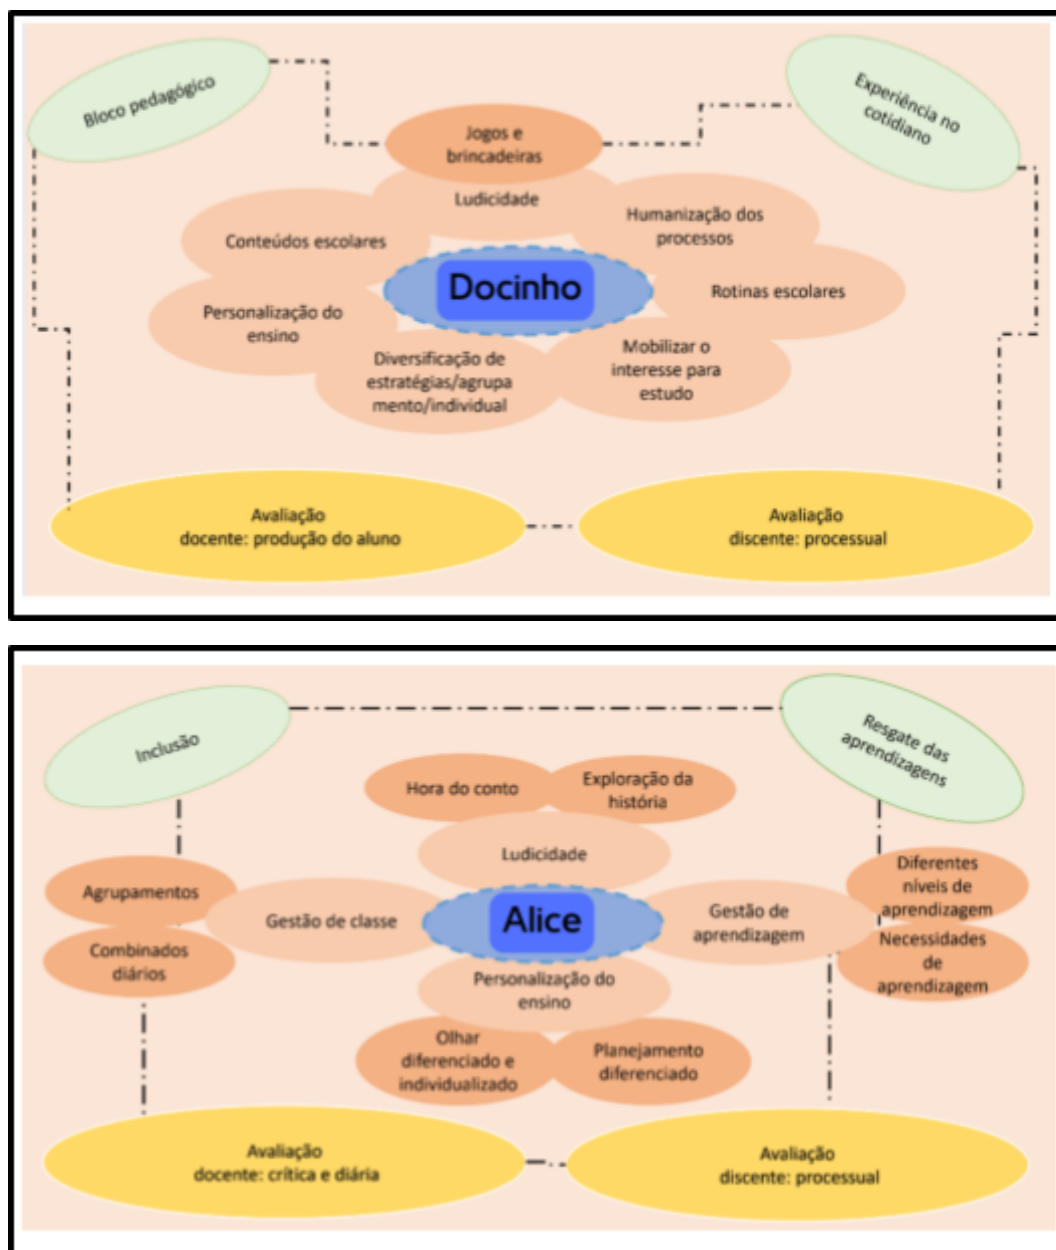 Bloco pedagógico
Experiência no
cotidiano
Jogos e
brincadeiras
Ludicidade
Humanização dos
processos
Conteúdos escolares
Docinho
Rotinas escolares
Personalização do
ensino
Mobilizar o
interesse para
estudo
Diversificação de
estratégias/agrupa
mento/individual
Avaliação
docente: produção do aluno
Avaliação
discente: processual
Inclusão
Resgate das
aprendizagens
Hora do conto
Exploração da
história
Ludicidade
Agrupamentos
Diferentes
níveis de
aprendizagem
Gestão de classe
Alice
Gestão de
aprendizagem
Combinados
diários
Necessidades
de
aprendizagem
Personalização do
ensino
Olhar
diferenciado e
individualizado
Planejamento
diferenciado
Avaliação
docente: crítica e diária
Avaliação
discente: processual